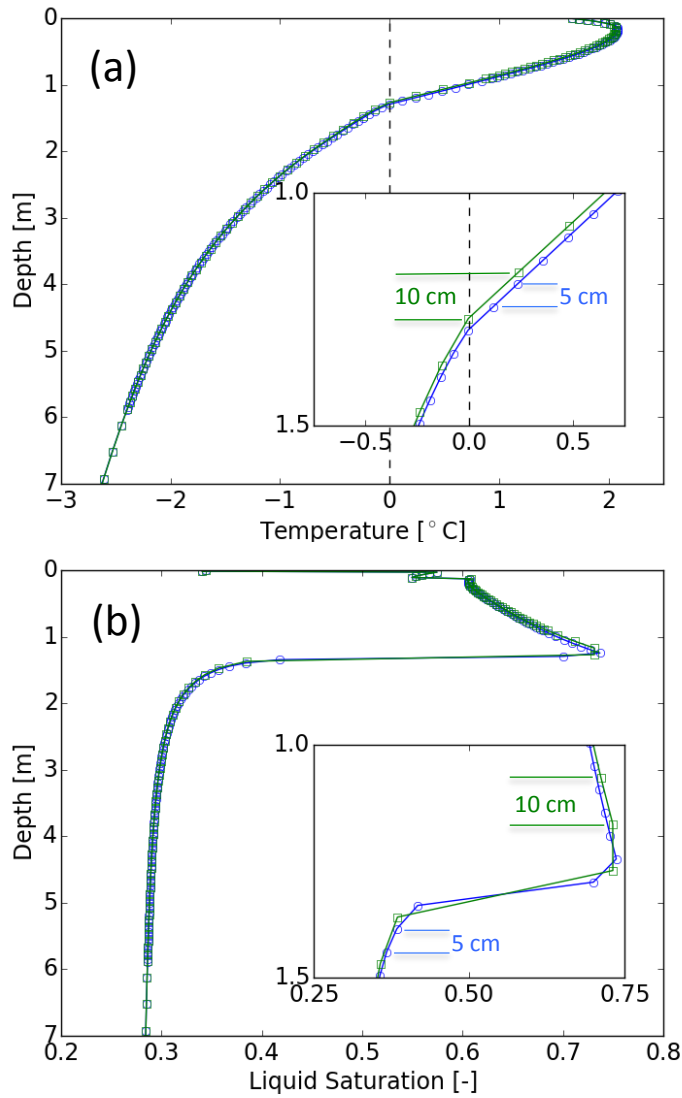 0
(a)
1
1.0
2
3
10 cm
5 cm
4
5
1.5
−0.5 0.0 0.5
6
7
−3 −2 −1 0 1 2
Depth [m]
Temperature [°C]
0
(b)
1
2
1.0
3
10 cm
4
5
5 cm
1.5
0.25 0.50 0.75
6
7
0.2 0.3 0.4 0.5 0.6 0.7 0.8
Depth [m]
Liquid Saturation [-]